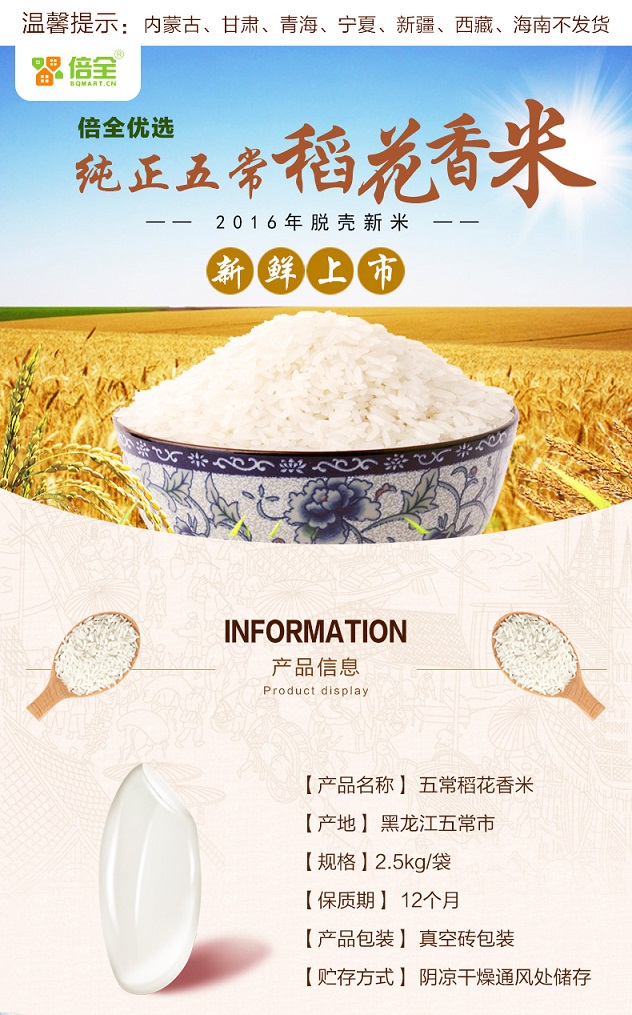 温馨提示：内蒙古、甘肃、青海、宁夏、新疆、西藏、海南不发货
倍全®
BQMART.CN
倍全优选
纯正五常稻花香米
—— 2016年脱壳新米 ——
新鲜上市
INFORMATION
产品信息
Product display
【产品名称】五常稻花香米
【产地】黑龙江五常市
【规格】2.5kg/袋
【保质期】12个月
【产品包装】真空砖包装
【贮存方式】阴凉干燥通风处储存